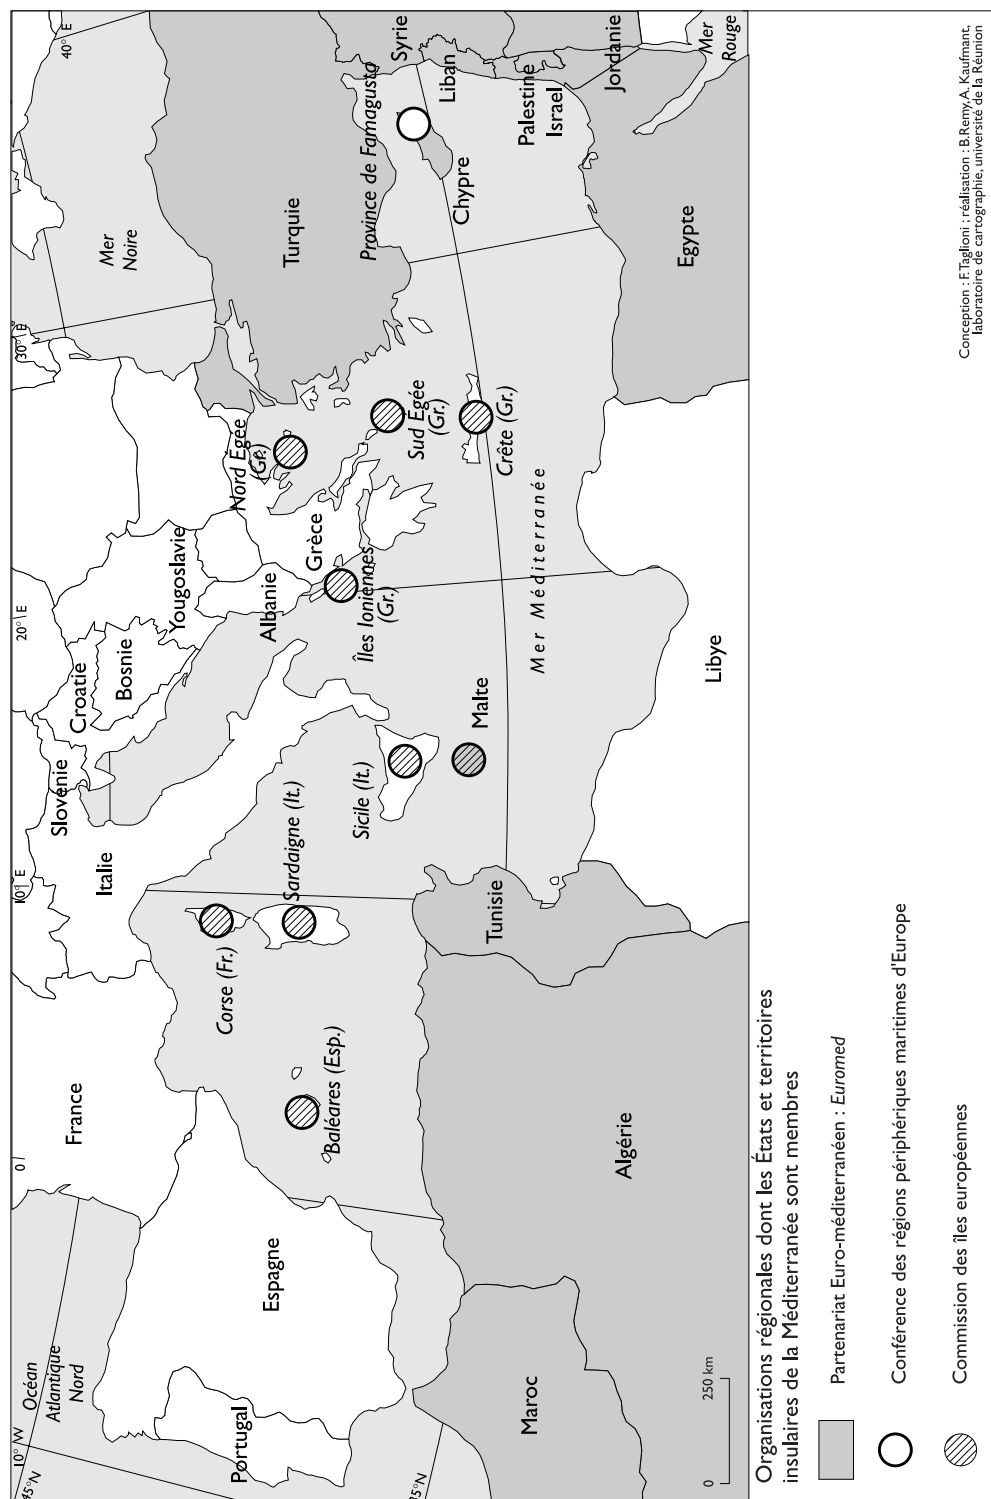 Océan
Atlantique
Nord
10° W
0
10° E
20° E
30° E
40° E
45°N
35°N
France
Italie
Slovénie
Croatie
Bosnie
Yougoslavie
Albanie
Grèce
Mer
Noire
Turquie
Province de Famagusta
Syrie
Liban
Chypre
Palestine
Israel
Jordanie
Mer
Rouge
Egypte
Nord Egée
(Gr.)
Sud Egée
(Gr.)
Crête (Gr.)
Îles Ioniennes
(Gr.)
Mer Méditerranée
Malte
Sicile (It.)
Sardaigne (It.)
Corse (Fr.)
Baléares (Esp.)
Espagne
Portugal
Maroc
Algérie
Tunisie
Libye
250 km
0
Organisations régionales dont les États et territoires
insulaires de la Méditerranée sont membres
Partenariat Euro-méditerranéen : Euromed
Conférence des régions périphériques maritimes d'Europe
Commission des îles européennes
Conception : F.Taglioni : réalisation : B.Remy,A. Kaufmant,
laboratoire de cartographie, université de la Réunion